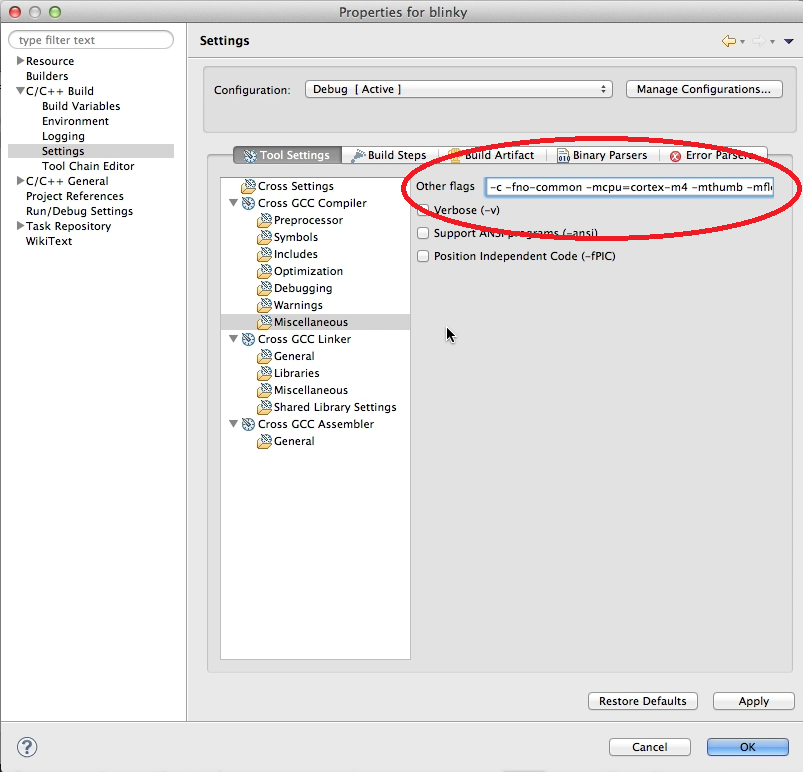 Properties for blinky
type filter text
Resource
Builders
C/C++ Build
Build Variables
Environment
Logging
Settings
Tool Chain Editor
C/C++ General
Project References
Run/Debug Settings
Task Repository
WikiText
Settings
Configuration: Debug [ Active ] Manage Configurations...
Tool Settings Build Steps Build Artifact Binary Parsers Error Parsers
Cross Settings
Cross GCC Compiler
Preprocessor
Symbols
Includes
Optimization
Debugging
Warnings
Miscellaneous
Cross GCC Linker
General
Libraries
Miscellaneous
Shared Library Settings
Cross GCC Assembler
General
Other flags -c -fno-common -mcpu=cortex-m4 -mthumb -mflo
Verbose (-v)
Support ANSI programs (-ansi)
Position Independent Code (-fPIC)
Restore Defaults Apply
? Cancel OK